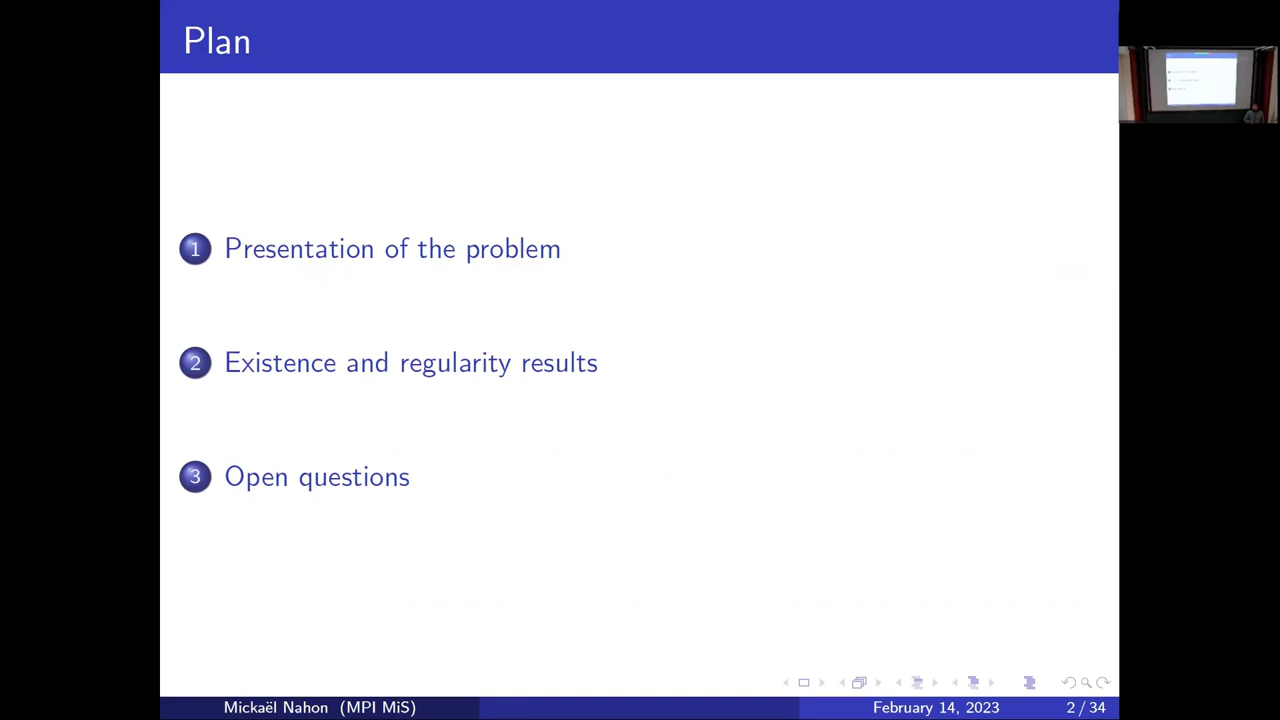 Plan
1 Presentation of the problem
2 Existence and regularity results
3 Open questions
Mickaël Nahon (MPI MiS) February 14, 2023 2 / 34